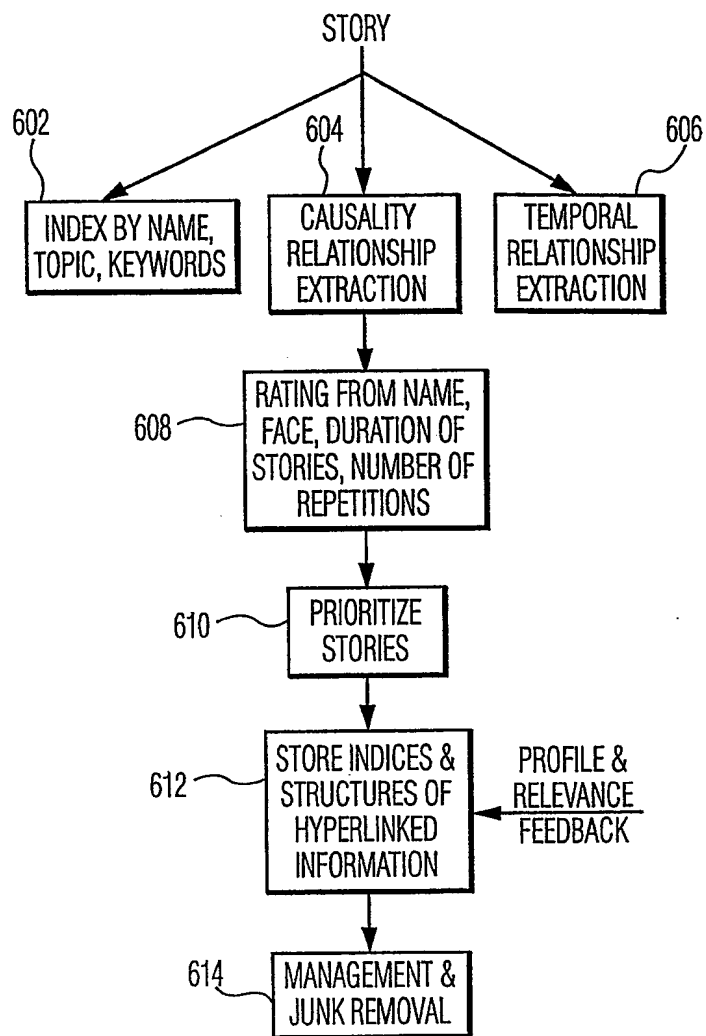 STORY
602
INDEX BY NAME,
TOPIC, KEYWORDS
604
CAUSALITY
RELATIONSHIP
EXTRACTION
606
TEMPORAL
RELATIONSHIP
EXTRACTION
608
RATING FROM NAME,
FACE, DURATION OF
STORIES, NUMBER OF
REPETITIONS
610
PRIORITIZE
STORIES
612
STORE INDICES &
STRUCTURES OF
HYPERLINKED
INFORMATION
PROFILE &
RELEVANCE
FEEDBACK
614
MANAGEMENT &
JUNK REMOVAL